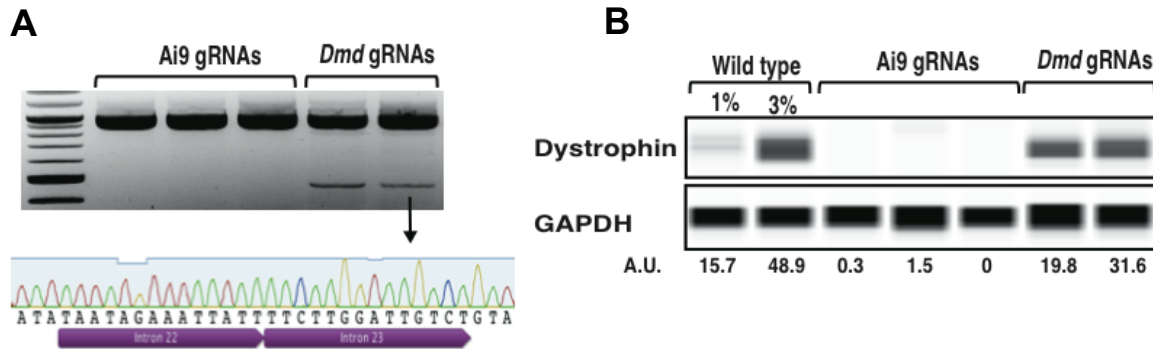 A
Ai9 gRNAs
Dmd gRNAs
A T A T A A T A G A A A T T A T T T T C T T G G A T T G T C T G T A
Intron 22
Intron 23
B
Wild type
Ai9 gRNAs
Dmd gRNAs
1% 3%
Dystrophin
GAPDH
A.U. 15.7 48.9 0.3 1.5 0 19.8 31.6